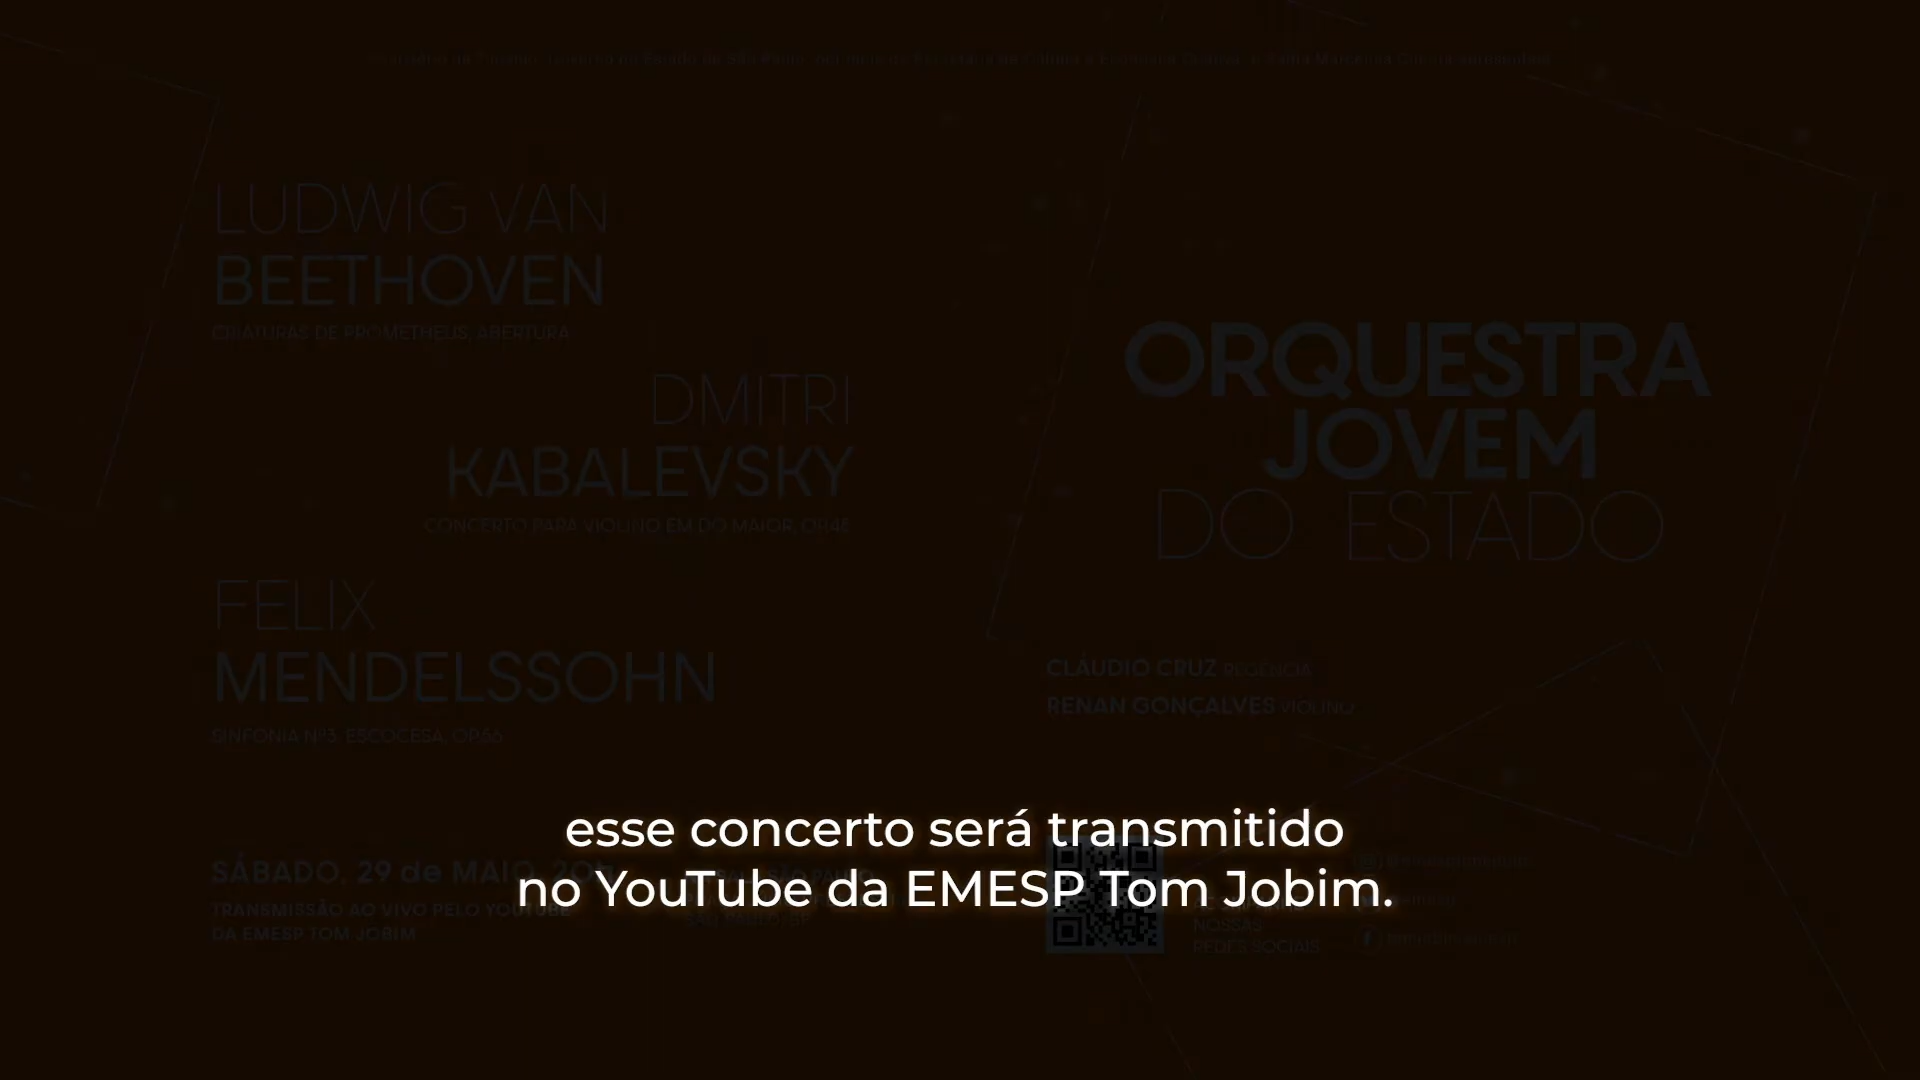 LUDWIG VAN
BEETHOVEN
CRIATURAS DE PROMETHEUS, ABERTURA
DMITRI
KABALEVSKY
CONCERTO PARA VIOLINO EM DÓ MAIOR, OP.48
FELIX
MENDELSSOHN
SINFONIA Nº3, ESCOCESA, OP.56
SÁBADO, 29 de MAIO, 20h
TRANSMISSÃO AO VIVO PELO YOUTUBE
DA EMESP TOM JOBIM
ORQUESTRA
JOVEM
DO ESTADO
CLÁUDIO CRUZ REGÊNCIA
RENAN GONÇALVES VIOLINO
NOSSAS
REDES SOCIAIS
esse concerto será transmitido
no YouTube da EMESP Tom Jobim.